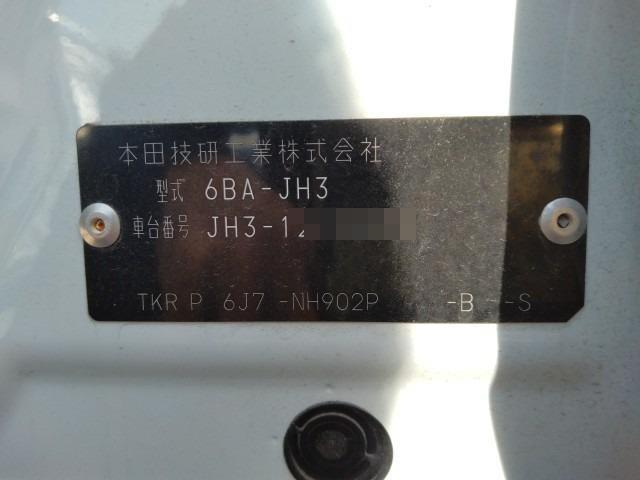 本田技研工業株式会社
型式 6BA-JH3
車台番号 JH3-12
TKR P 6J7 -NH902P -B --S